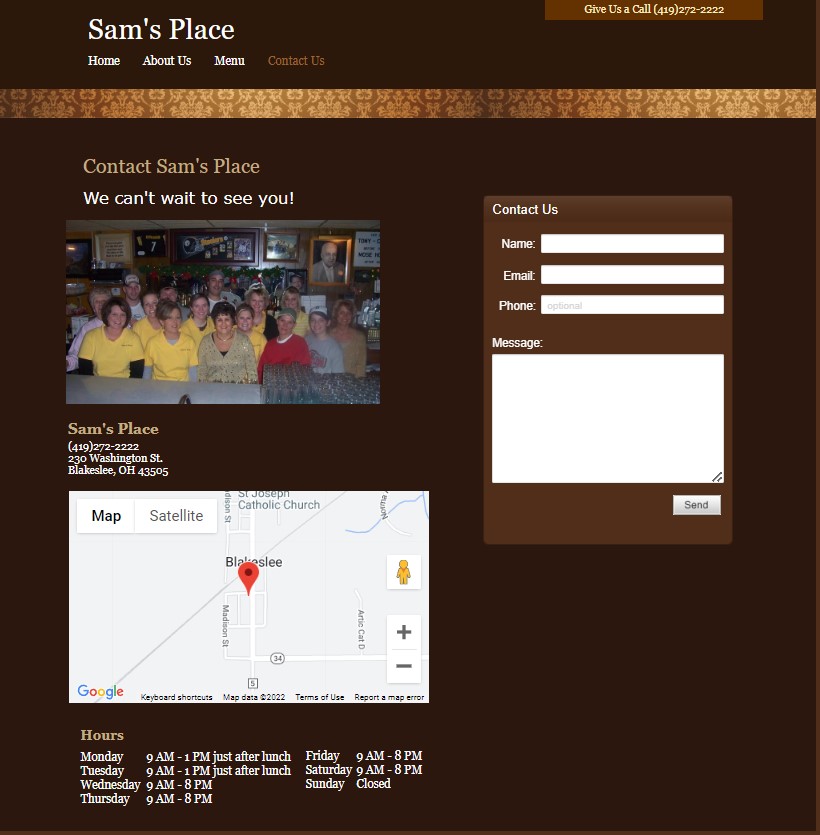 Give Us a Call (419)272-2222
Sam's Place
Home About Us Menu Contact Us
Contact Sam's Place
We can't wait to see you!
7
Sam's Place
(419)272-2222
230 Washington St.
Blakeslee, OH 43505
Map Satellite
St Joseph
Catholic Church
Madison St
Blakeslee
Madison St
Artic Cat D
34
5
Google
Keyboard shortcuts Map data ©2022 Terms of Use Report a map error
Hours
Monday 9 AM - 1 PM just after lunch
Tuesday 9 AM - 1 PM just after lunch
Wednesday 9 AM - 8 PM
Thursday 9 AM - 8 PM
Friday 9 AM - 8 PM
Saturday 9 AM - 8 PM
Sunday Closed
Contact Us
Name:
Email:
Phone: optional
Message:
Send